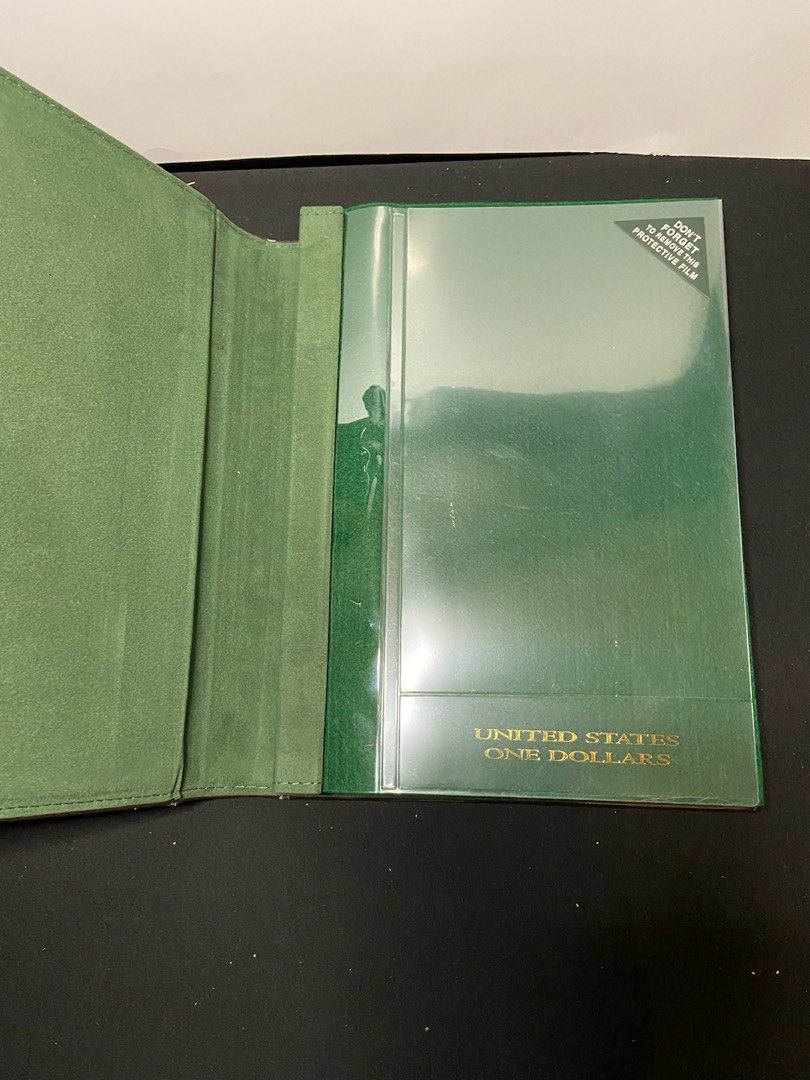 DON'T
FORGET
TO REMOVE THIS
PROTECTIVE FILM
UNITED STATES
ONE DOLLARS